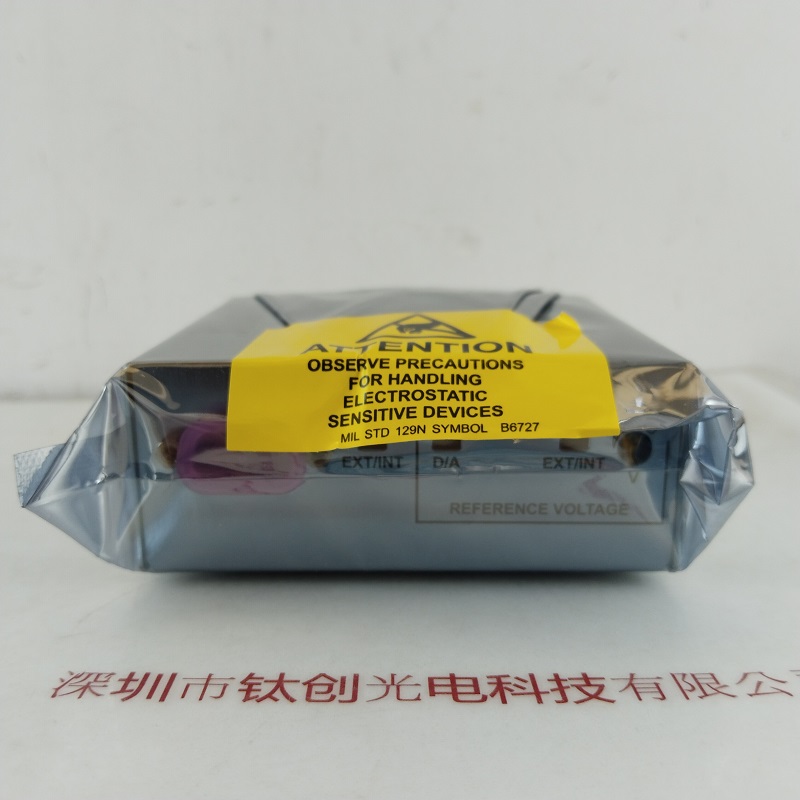 ATTENTION
OBSERVE PRECAUTIONS
FOR HANDLING
ELECTROSTATIC
SENSITIVE DEVICES
MIL STD 129N SYMBOL B6727
EXT/INT D/A EXT/INT
V
REFERENCE VOLTAGE
深圳市钛创光电科技有限公